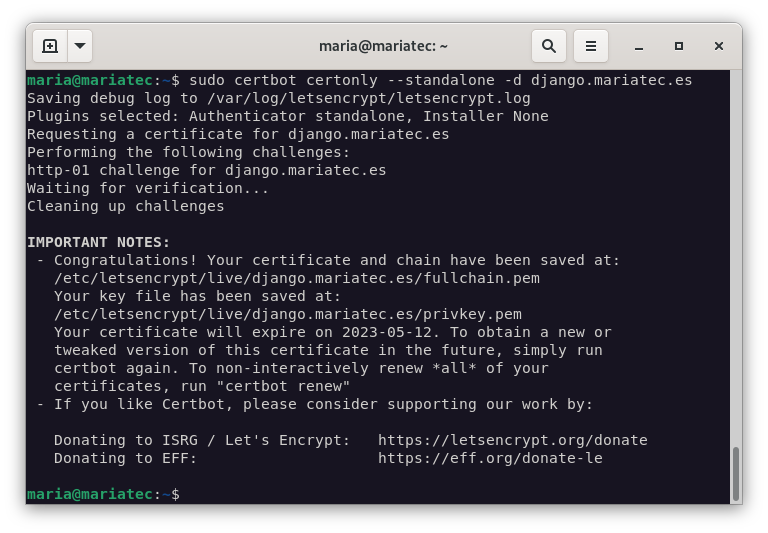 maria@mariatec: ~
maria@mariatec:~$ sudo certbot certonly --standalone -d django.mariatec.es
Saving debug log to /var/log/letsencrypt/letsencrypt.log
Plugins selected: Authenticator standalone, Installer None
Requesting a certificate for django.mariatec.es
Performing the following challenges:
http-01 challenge for django.mariatec.es
Waiting for verification...
Cleaning up challenges

IMPORTANT NOTES:
 - Congratulations! Your certificate and chain have been saved at:
   /etc/letsencrypt/live/django.mariatec.es/fullchain.pem
   Your key file has been saved at:
   /etc/letsencrypt/live/django.mariatec.es/privkey.pem
   Your certificate will expire on 2023-05-12. To obtain a new or
   tweaked version of this certificate in the future, simply run
   certbot again. To non-interactively renew *all* of your
   certificates, run "certbot renew"
 - If you like Certbot, please consider supporting our work by:

   Donating to ISRG / Let's Encrypt:   https://letsencrypt.org/donate
   Donating to EFF:                    https://eff.org/donate-le

maria@mariatec:~$